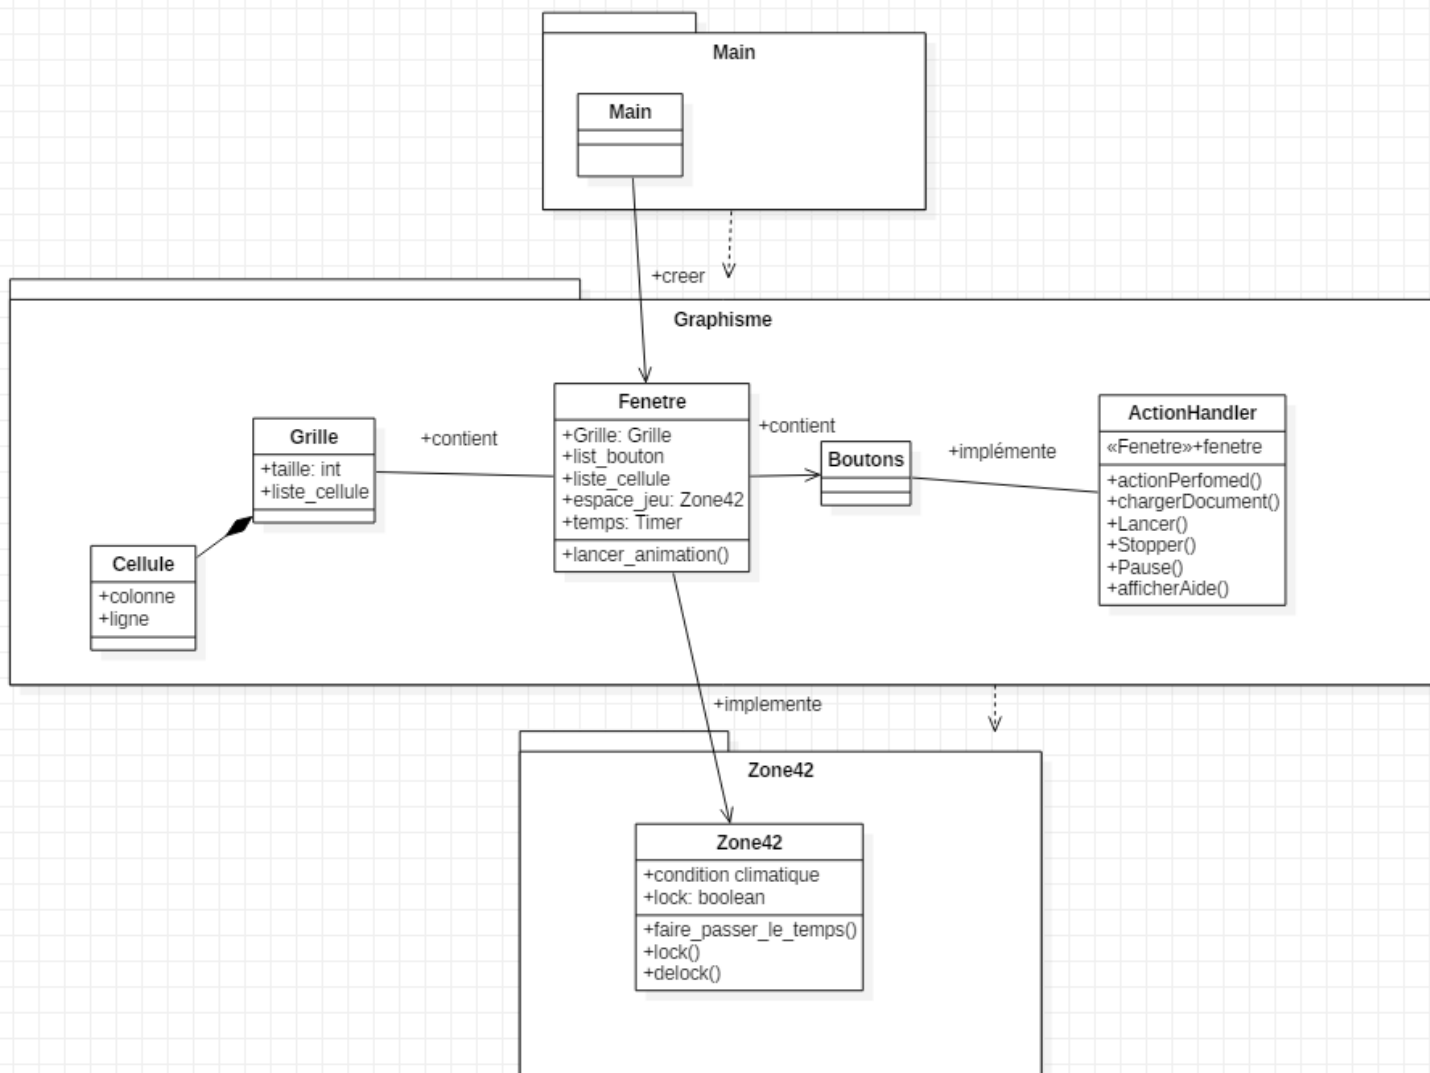 Main
Main
+creer
Graphisme
Grille
+taille: int
+liste_cellule
Cellule
+colonne
+ligne
+contient
Fenetre
+Grille: Grille
+list_bouton
+liste_cellule
+espace_jeu: Zone42
+temps: Timer
+lancer_animation()
+contient
Boutons
+implémente
ActionHandler
«Fenetre»+fenetre
+actionPerfomed()
+chargerDocument()
+Lancer()
+Stopper()
+Pause()
+afficherAide()
+implemente
Zone42
Zone42
+condition climatique
+lock: boolean
+faire_passer_le_temps()
+lock()
+delock()